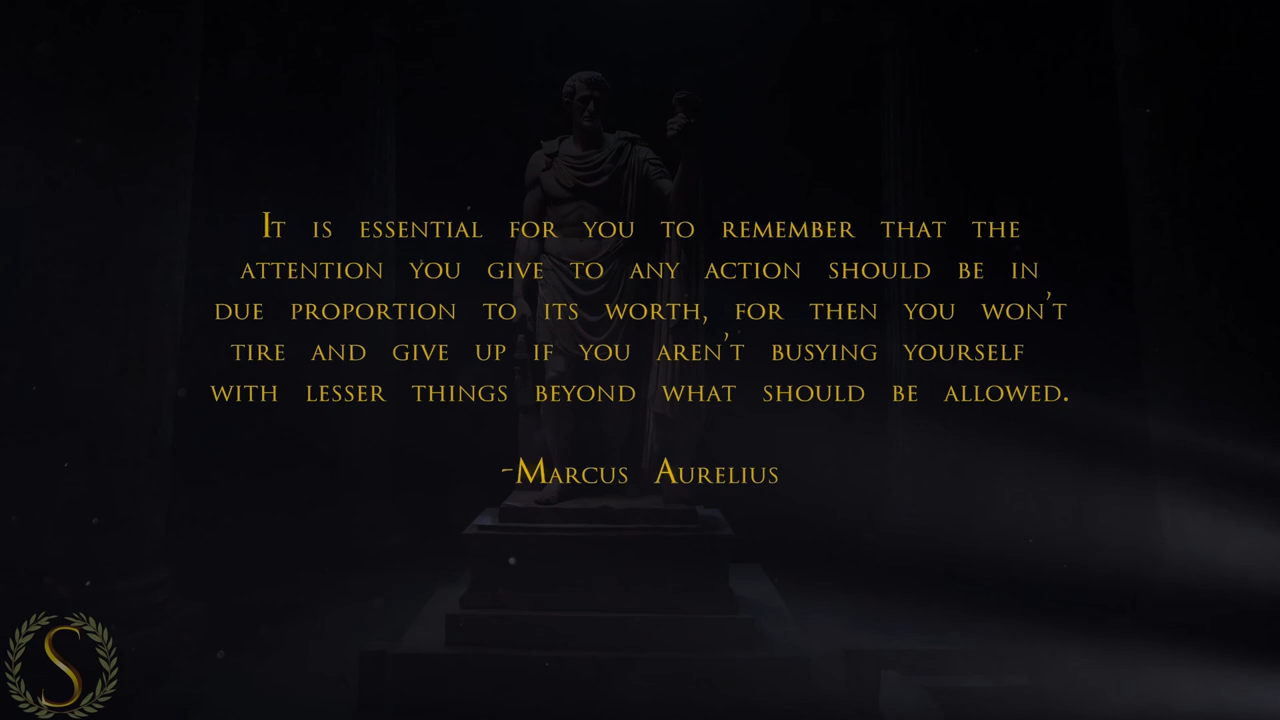 It is essential for you to remember that the
attention you give to any action should be in
due proportion to its worth, for then you won't
tire and give up if you aren't busying yourself
with lesser things beyond what should be allowed.
-Marcus Aurelius
S